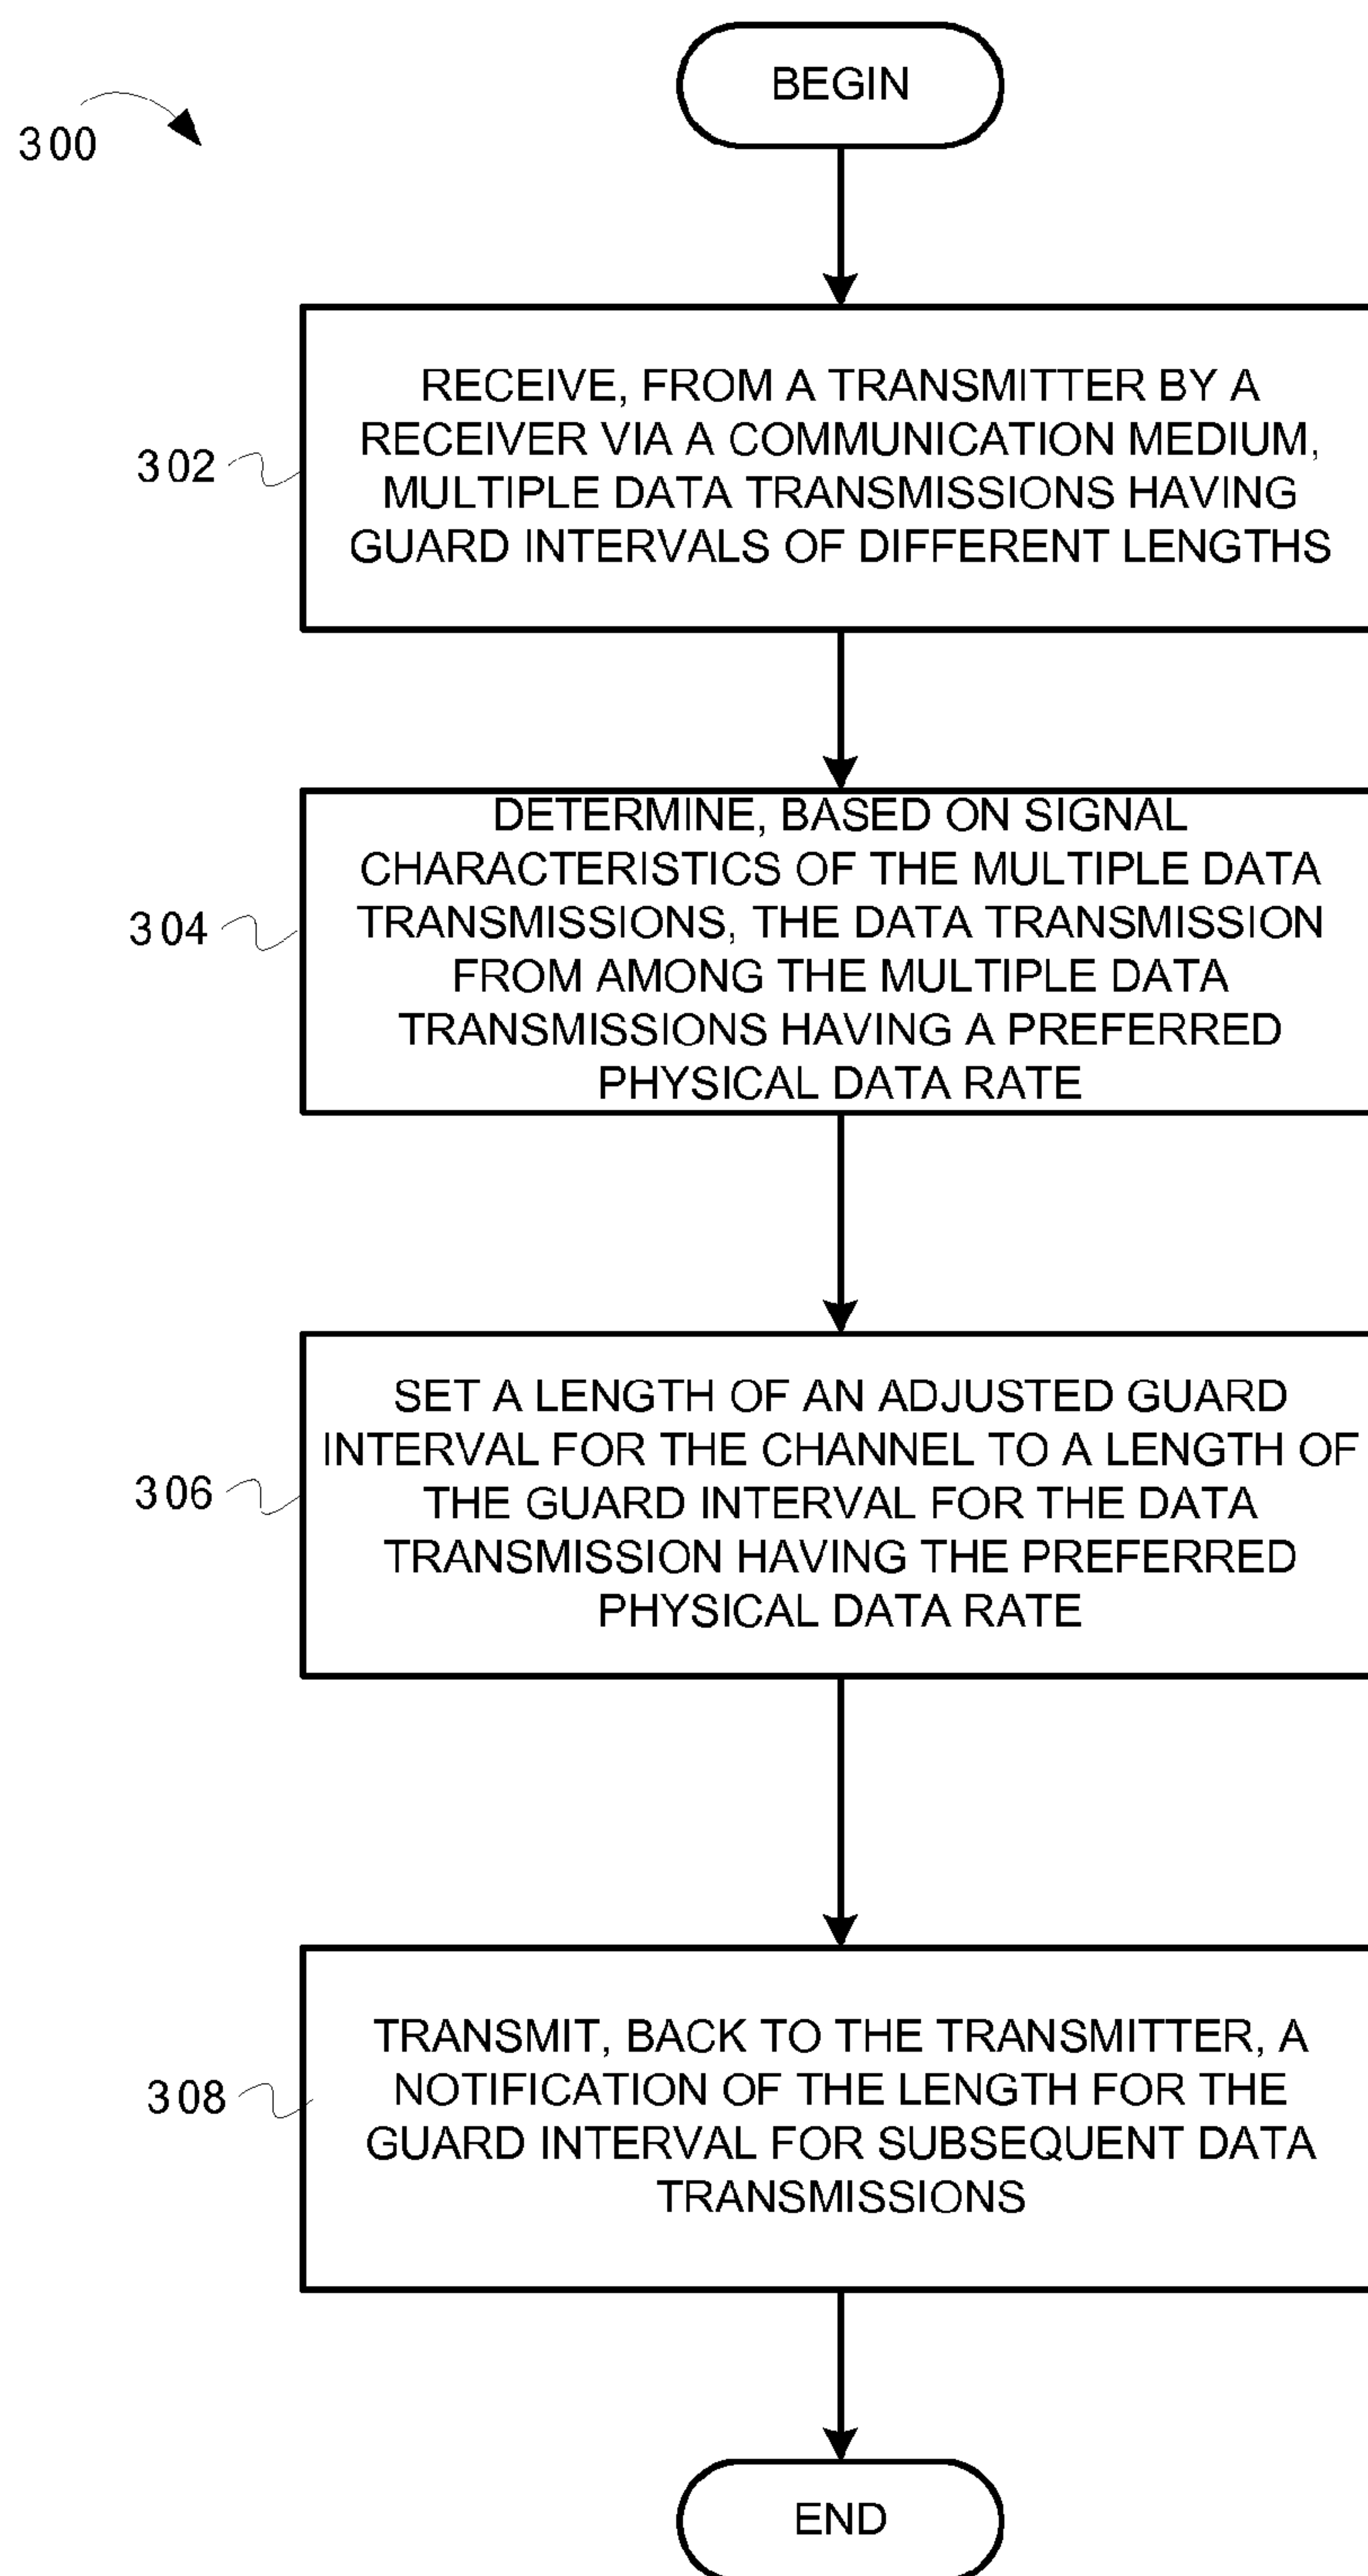 BEGIN
300
RECEIVE, FROM A TRANSMITTER BY A
RECEIVER VIA A COMMUNICATION MEDIUM,
MULTIPLE DATA TRANSMISSIONS HAVING
GUARD INTERVALS OF DIFFERENT LENGTHS
302
DETERMINE, BASED ON SIGNAL
CHARACTERISTICS OF THE MULTIPLE DATA
TRANSMISSIONS, THE DATA TRANSMISSION
FROM AMONG THE MULTIPLE DATA
TRANSMISSIONS HAVING A PREFERRED
PHYSICAL DATA RATE
304
SET A LENGTH OF AN ADJUSTED GUARD
INTERVAL FOR THE CHANNEL TO A LENGTH OF
THE GUARD INTERVAL FOR THE DATA
TRANSMISSION HAVING THE PREFERRED
PHYSICAL DATA RATE
306
TRANSMIT, BACK TO THE TRANSMITTER, A
NOTIFICATION OF THE LENGTH FOR THE
GUARD INTERVAL FOR SUBSEQUENT DATA
TRANSMISSIONS
308
END